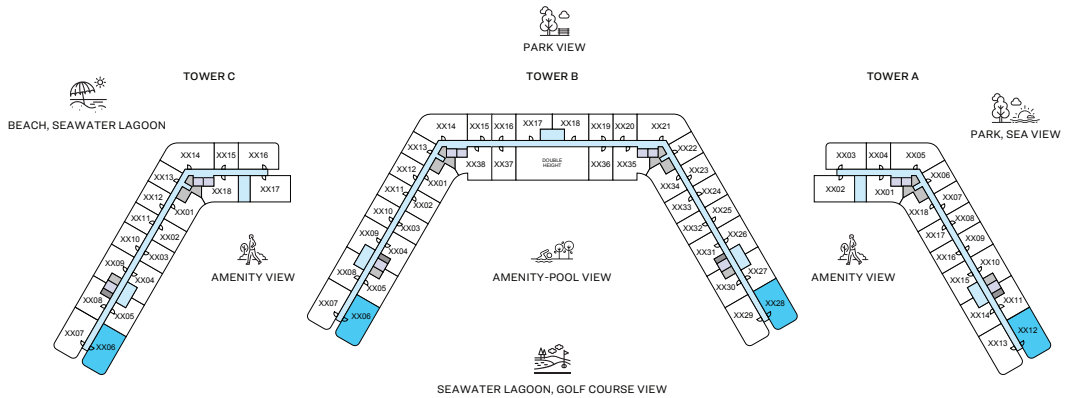 PARK VIEW
TOWER C
TOWER B
TOWER A
BEACH, SEAWATER LAGOON
PARK, SEA VIEW
XX14
XX15
XX16
XX13
XX12
XX11
XX10
XX09
XX08
XX07
XX06
XX05
XX04
XX03
XX02
XX01
XX18
XX17
XX14
XX15
XX16
XX17
XX18
XX19
XX20
XX21
XX13
XX12
XX11
XX10
XX09
XX08
XX07
XX06
XX05
XX04
XX03
XX02
XX01
XX38
XX37
DOUBLE
HEIGHT
XX36
XX35
XX22
XX23
XX24
XX25
XX26
XX27
XX28
XX29
XX30
XX31
XX32
XX33
XX34
XX03
XX04
XX05
XX02
XX01
XX06
XX07
XX08
XX09
XX10
XX11
XX12
XX13
XX14
XX15
XX16
XX17
XX18
AMENITY VIEW
AMENITY-POOL VIEW
AMENITY VIEW
SEAWATER LAGOON, GOLF COURSE VIEW